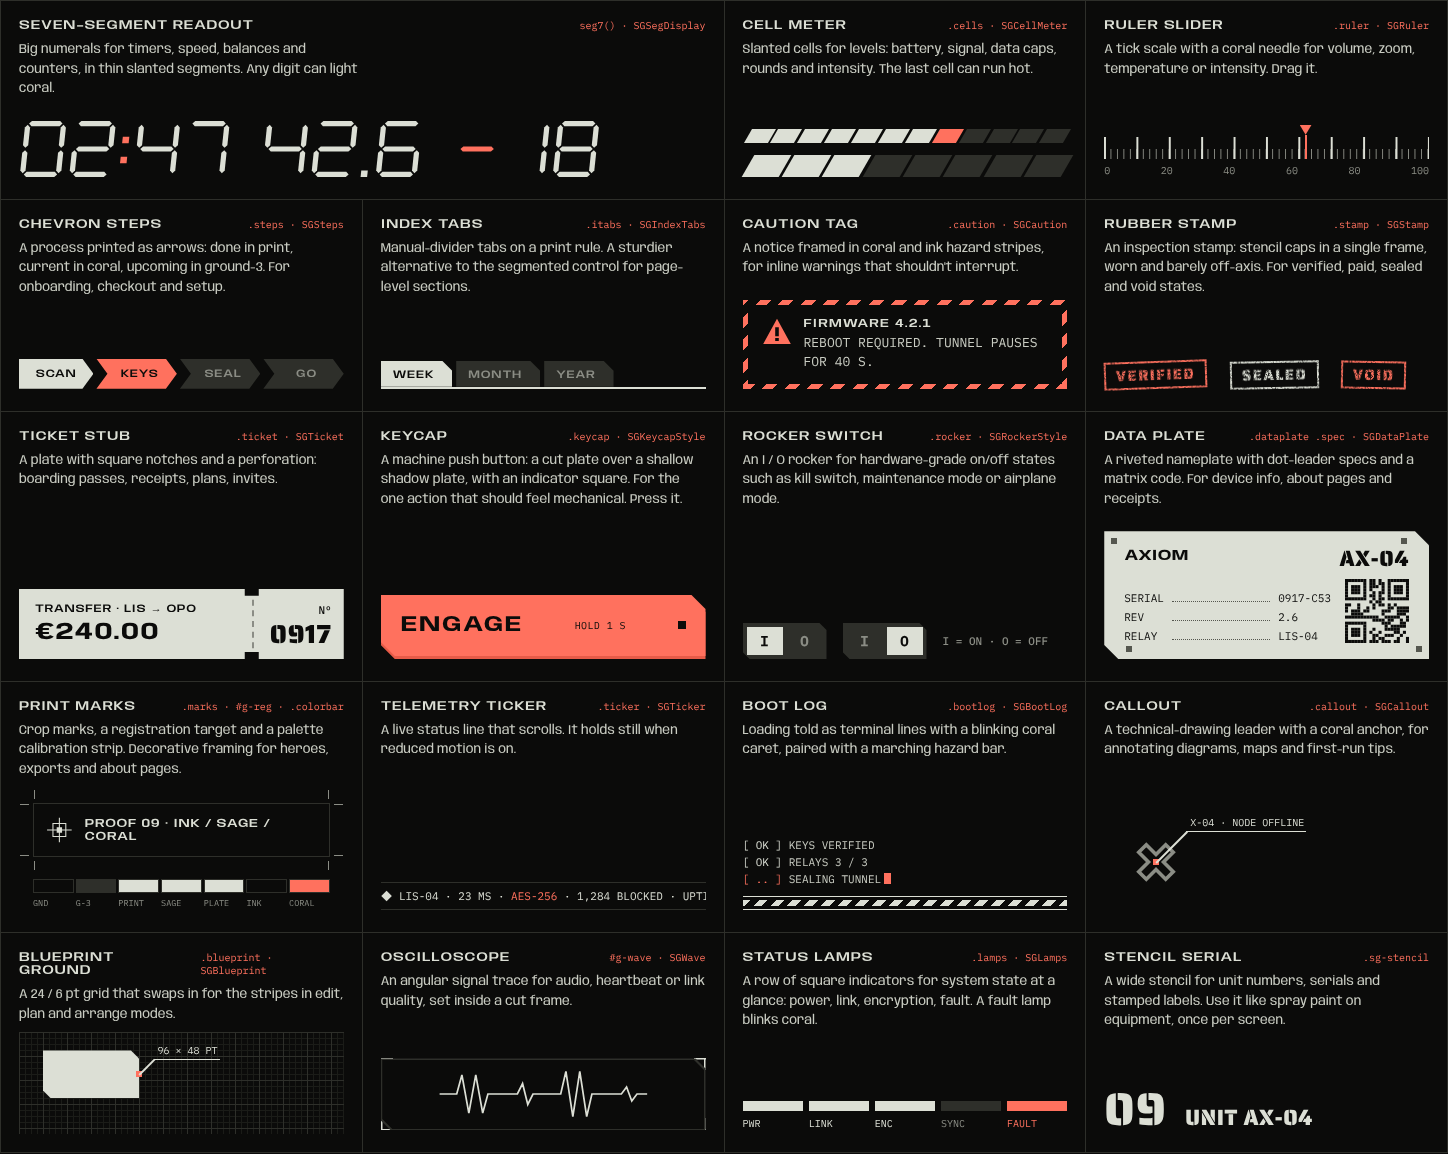 SEVEN-SEGMENT READOUT
seg7() · SGSegDisplay
Big numerals for timers, speed, balances and
counters, in thin slanted segments. Any digit can light
coral.
02:47 42.6 – 18
CELL METER
.cells · SGCellMeter
Slanted cells for levels: battery, signal, data caps,
rounds and intensity. The last cell can run hot.
RULER SLIDER
.ruler · SGRuler
A tick scale with a coral needle for volume, zoom,
temperature or intensity. Drag it.
0 20 40 60 80 100
CHEVRON STEPS
.steps · SGSteps
A process printed as arrows: done in print,
current in coral, upcoming in ground-3. For
onboarding, checkout and setup.
SCAN KEYS SEAL GO
INDEX TABS
.itabs · SGIndexTabs
Manual-divider tabs on a print rule. A sturdier
alternative to the segmented control for page-
level sections.
WEEK MONTH YEAR
CAUTION TAG
.caution · SGCaution
A notice framed in coral and ink hazard stripes,
for inline warnings that shouldn't interrupt.
FIRMWARE 4.2.1
REBOOT REQUIRED. TUNNEL PAUSES
FOR 40 S.
RUBBER STAMP
.stamp · SGStamp
An inspection stamp: stencil caps in a single frame,
worn and barely off-axis. For verified, paid, sealed
and void states.
VERIFIED SEALED VOID
TICKET STUB
.ticket · SGTicket
A plate with square notches and a perforation:
boarding passes, receipts, plans, invites.
TRANSFER · LIS → OPO
€240.00
Nº
0917
KEYCAP
.keycap · SGKeycapStyle
A machine push button: a cut plate over a shallow
shadow plate, with an indicator square. For the
one action that should feel mechanical. Press it.
ENGAGE HOLD 1 S
ROCKER SWITCH
.rocker · SGRockerStyle
An I / O rocker for hardware-grade on/off states
such as kill switch, maintenance mode or airplane
mode.
I O I O I = ON · O = OFF
DATA PLATE
.dataplate .spec · SGDataPlate
A riveted nameplate with dot-leader specs and a
matrix code. For device info, about pages and
receipts.
AXIOM AX-04
SERIAL 0917-C53
REV 2.6
RELAY LIS-04
PRINT MARKS
.marks · #g-reg · .colorbar
Crop marks, a registration target and a palette
calibration strip. Decorative framing for heroes,
exports and about pages.
PROOF 09 · INK / SAGE /
CORAL
GND G-3 PRINT SAGE PLATE INK CORAL
TELEMETRY TICKER
.ticker · SGTicker
A live status line that scrolls. It holds still when
reduced motion is on.
◆ LIS-04 · 23 MS · AES-256 · 1,284 BLOCKED · UPTI
BOOT LOG
.bootlog · SGBootLog
Loading told as terminal lines with a blinking coral
caret, paired with a marching hazard bar.
[ OK ] KEYS VERIFIED
[ OK ] RELAYS 3 / 3
[ .. ] SEALING TUNNEL
CALLOUT
.callout · SGCallout
A technical-drawing leader with a coral anchor, for
annotating diagrams, maps and first-run tips.
X-04 · NODE OFFLINE
BLUEPRINT
GROUND
.blueprint ·
SGBlueprint
A 24 / 6 pt grid that swaps in for the stripes in edit,
plan and arrange modes.
96 × 48 PT
OSCILLOSCOPE
#g-wave · SGWave
An angular signal trace for audio, heartbeat or link
quality, set inside a cut frame.
STATUS LAMPS
.lamps · SGLamps
A row of square indicators for system state at a
glance: power, link, encryption, fault. A fault lamp
blinks coral.
PWR LINK ENC SYNC FAULT
STENCIL SERIAL
.sg-stencil
A wide stencil for unit numbers, serials and
stamped labels. Use it like spray paint on
equipment, once per screen.
09 UNIT AX-04